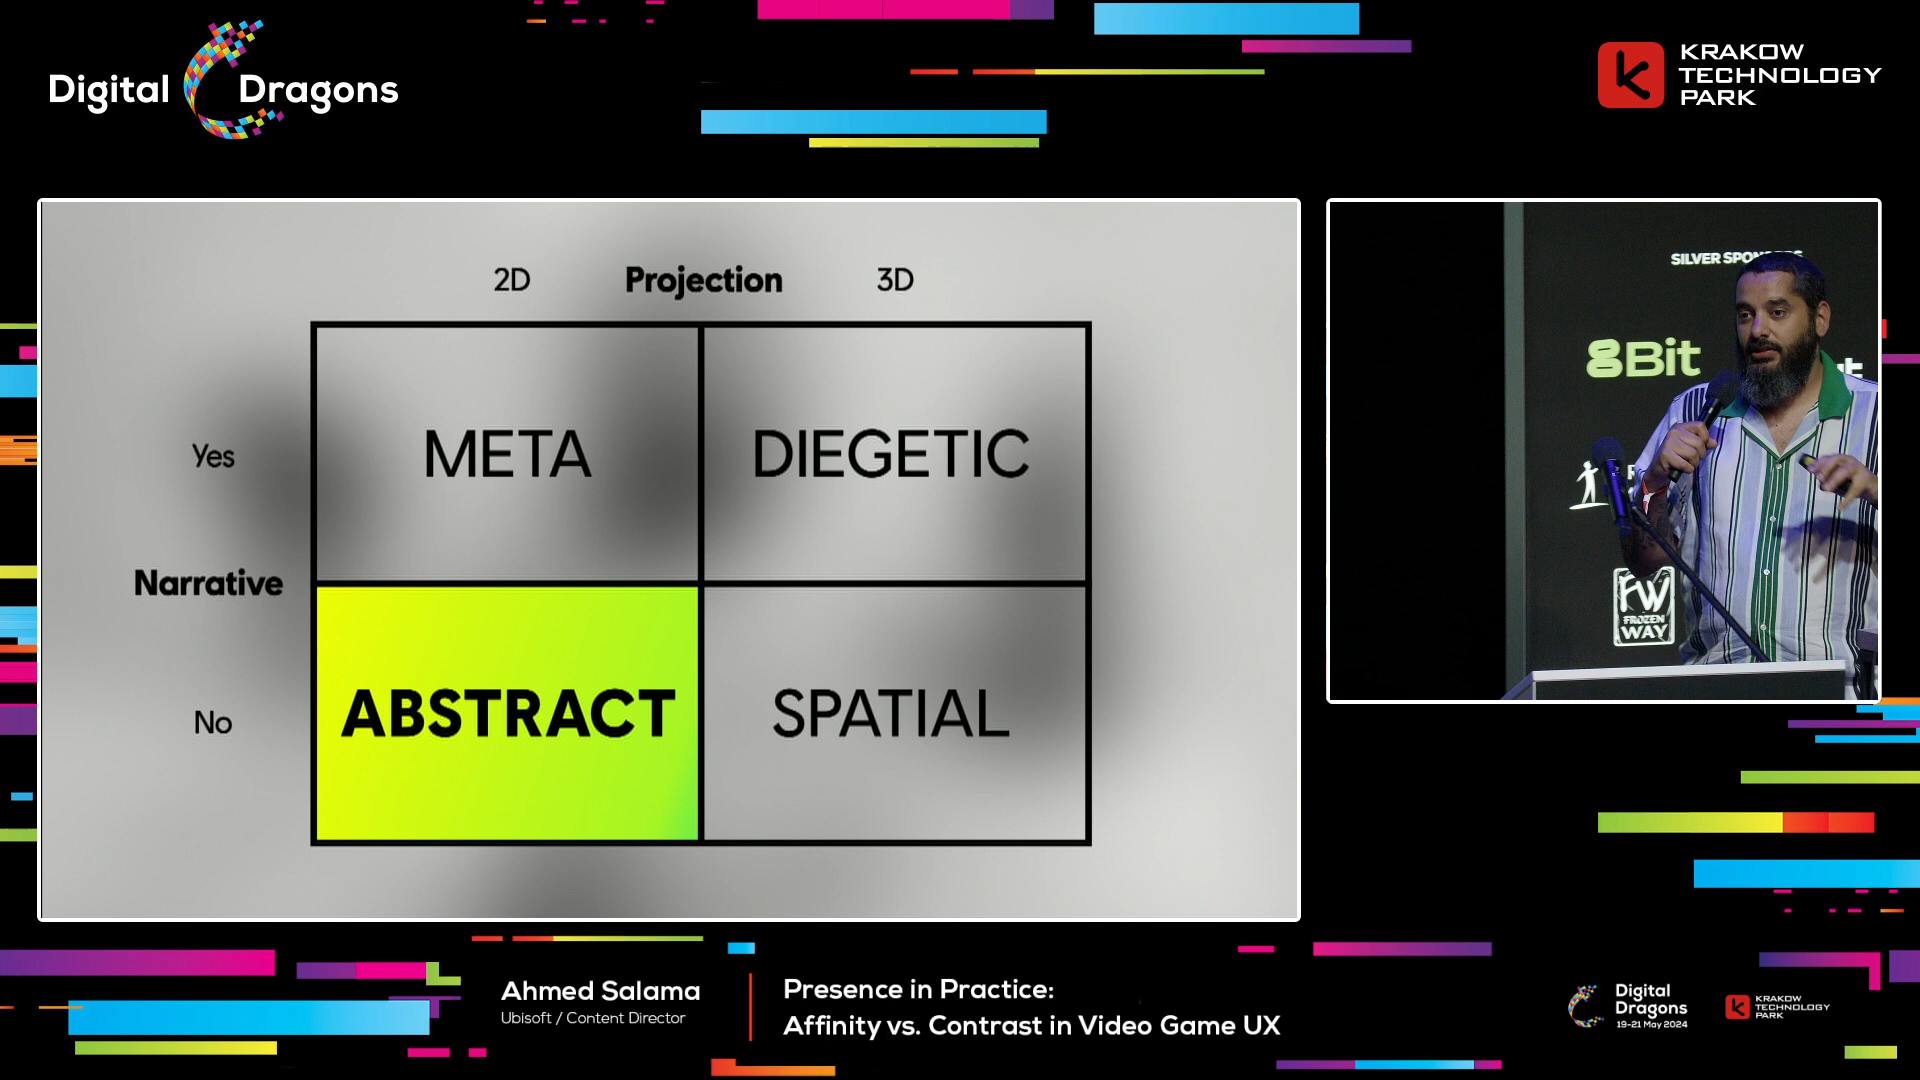 Digital Dragons
KRAKOW
TECHNOLOGY
PARK
2D Projection 3D
Yes
META DIEGETIC
Narrative
No
ABSTRACT SPATIAL
SILVER
8Bit
FROZEN
WAY
Ahmed Salama
Ubisoft / Content Director
Presence in Practice:
Affinity vs. Contrast in Video Game UX
Digital
Dragons
19-21 May 2024
KRAKOW
TECHNOLOGY
PARK